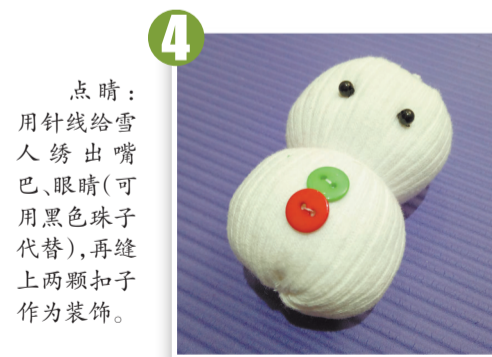 4
点睛：
用针线给雪
人绣出嘴
巴、眼睛(可
用黑色珠子
代替)，再缝
上两颗扣子
作为装饰。